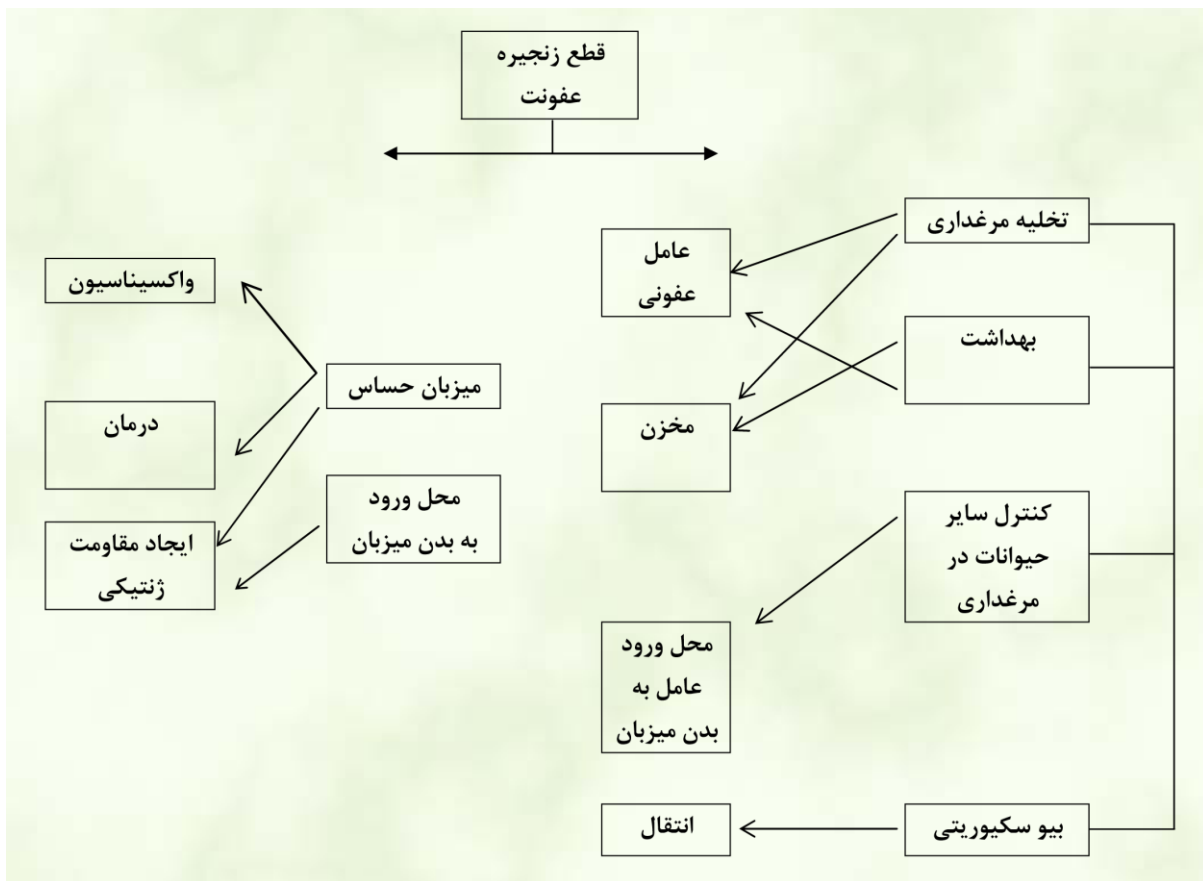 قطع زنجیره
عفونت
تخلیه مرغداری
عامل
عفونی
واکسیناسیون
بهداشت
میزبان حساس
مخزن
درمان
محل ورود
به بدن میزبان
کنترل سایر
حیوانات در
مرغداری
ایجاد مقاومت
ژنتیکی
محل ورود
عامل به
بدن میزبان
بیو سکیوریتی
انتقال